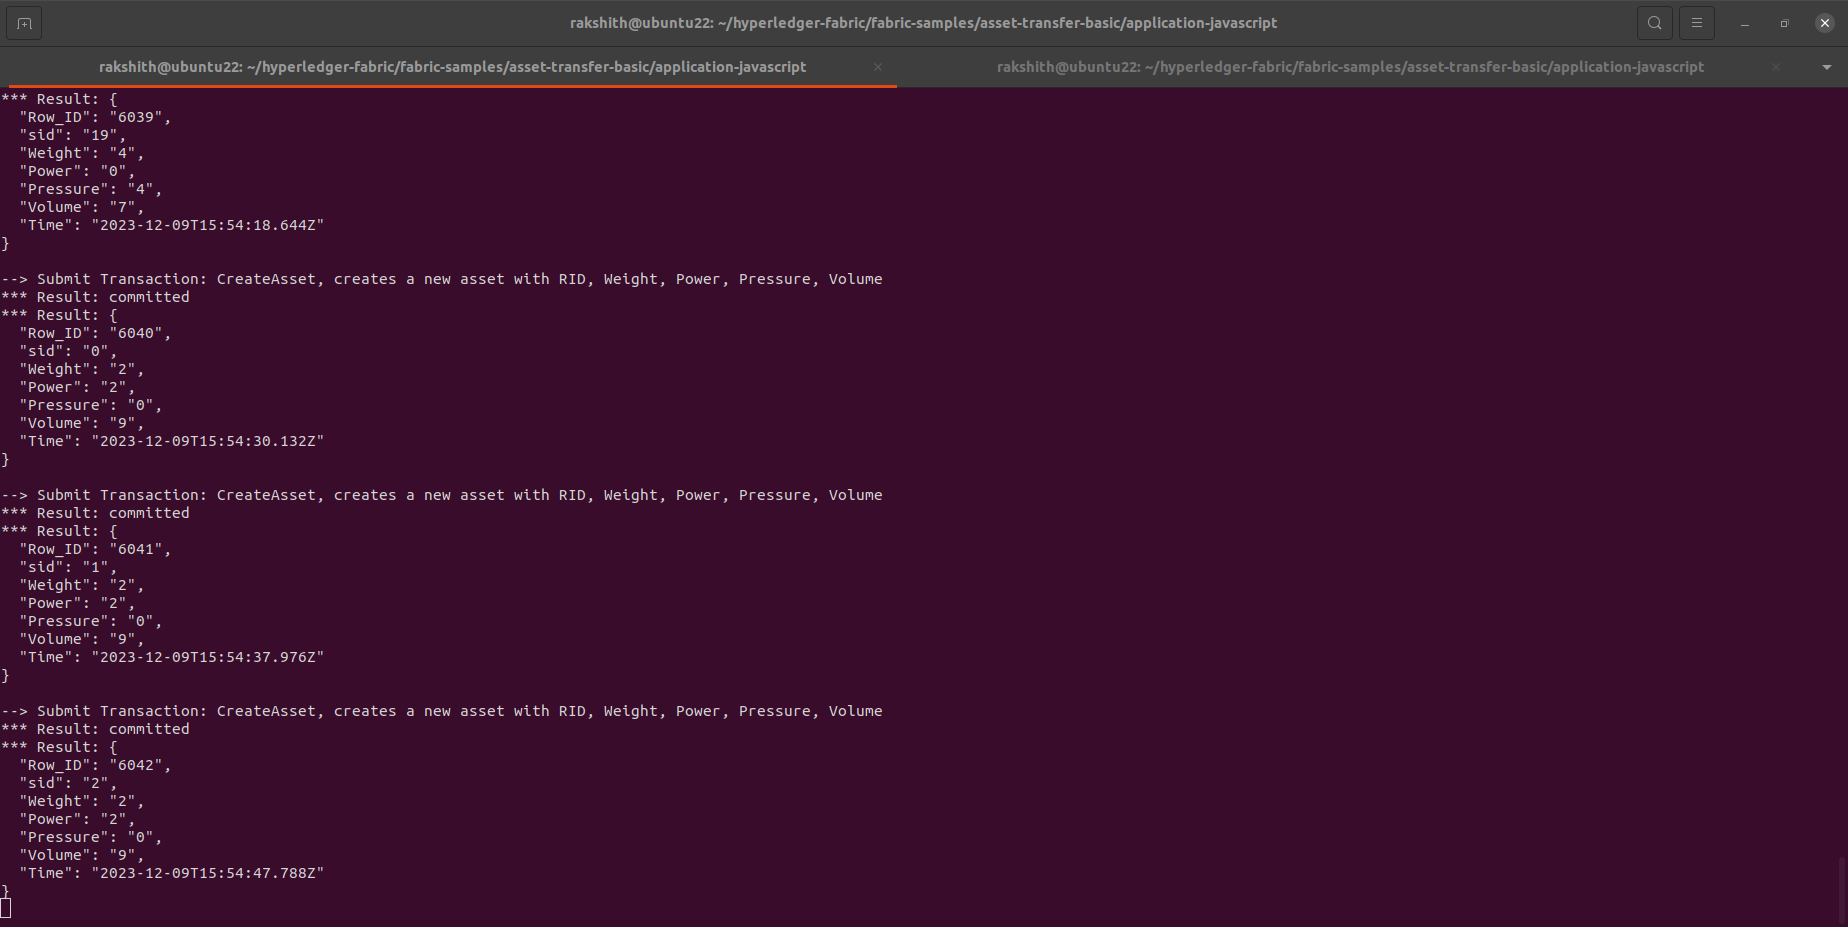 rakshith@ubuntu22: ~/hyperledger-fabric/fabric-samples/asset-transfer-basic/application-javascript
rakshith@ubuntu22: ~/hyperledger-fabric/fabric-samples/asset-transfer-basic/application-javascript
rakshith@ubuntu22: ~/hyperledger-fabric/fabric-samples/asset-transfer-basic/application-javascript
*** Result: {
  "Row_ID": "6039",
  "sid": "19",
  "Weight": "4",
  "Power": "0",
  "Pressure": "4",
  "Volume": "7",
  "Time": "2023-12-09T15:54:18.644Z"
}

--> Submit Transaction: CreateAsset, creates a new asset with RID, Weight, Power, Pressure, Volume
*** Result: committed
*** Result: {
  "Row_ID": "6040",
  "sid": "0",
  "Weight": "2",
  "Power": "2",
  "Pressure": "0",
  "Volume": "9",
  "Time": "2023-12-09T15:54:30.132Z"
}

--> Submit Transaction: CreateAsset, creates a new asset with RID, Weight, Power, Pressure, Volume
*** Result: committed
*** Result: {
  "Row_ID": "6041",
  "sid": "1",
  "Weight": "2",
  "Power": "2",
  "Pressure": "0",
  "Volume": "9",
  "Time": "2023-12-09T15:54:37.976Z"
}

--> Submit Transaction: CreateAsset, creates a new asset with RID, Weight, Power, Pressure, Volume
*** Result: committed
*** Result: {
  "Row_ID": "6042",
  "sid": "2",
  "Weight": "2",
  "Power": "2",
  "Pressure": "0",
  "Volume": "9",
  "Time": "2023-12-09T15:54:47.788Z"
}